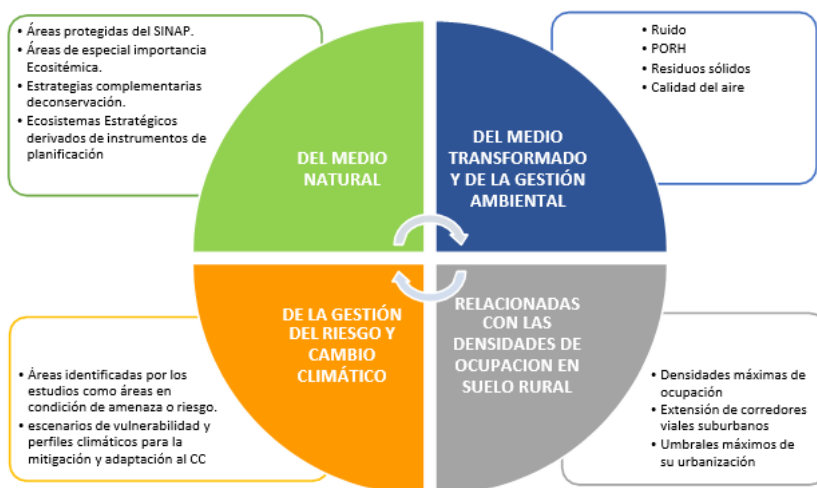 • Áreas protegidas del SINAP.
• Áreas de especial importancia
Ecositémica.
• Estrategias complementarias
deconservación.
• Ecosistemas Estratégicos
derivados de instrumentos de
planificación
DEL MEDIO
NATURAL
• Ruido
• PORH
• Residuos sólidos
• Calidad del aire
DEL MEDIO
TRANSFORMADO
Y DE LA GESTIÓN
AMBIENTAL
DE LA GESTIÓN
DEL RIESGO Y
CAMBIO
CLIMÁTICO
• Áreas identificadas por los
estudios como áreas en
condición de amenaza o riesgo.
• escenarios de vulnerabilidad y
perfiles climáticos para la
mitigación y adaptación al CC
RELACIONADAS
CON LAS
DENSIDADES DE
OCUPACION EN
SUELO RURAL
• Densidades máximas de
ocupación
• Extensión de corredores
viales suburbanos
• Umbrales máximos de
su urbanización